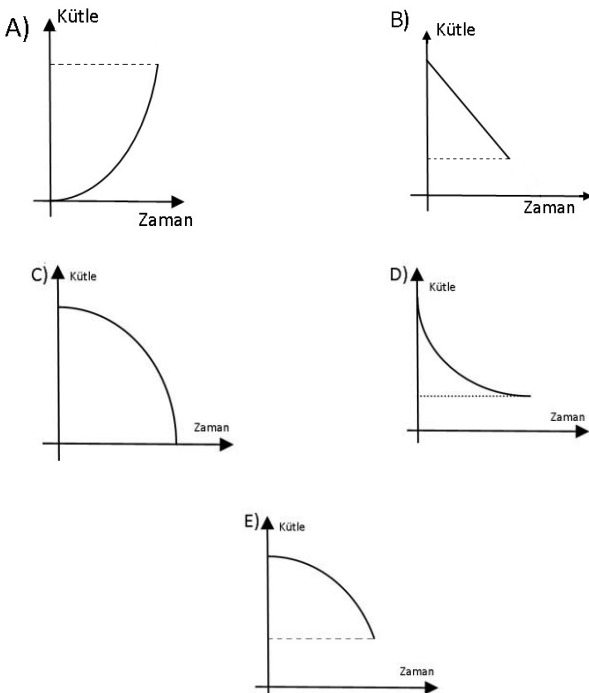 A) Kütle
Zaman
B) Kütle
Zaman
C) Kütle
Zaman
D) Kütle
Zaman
E) Kütle
Zaman